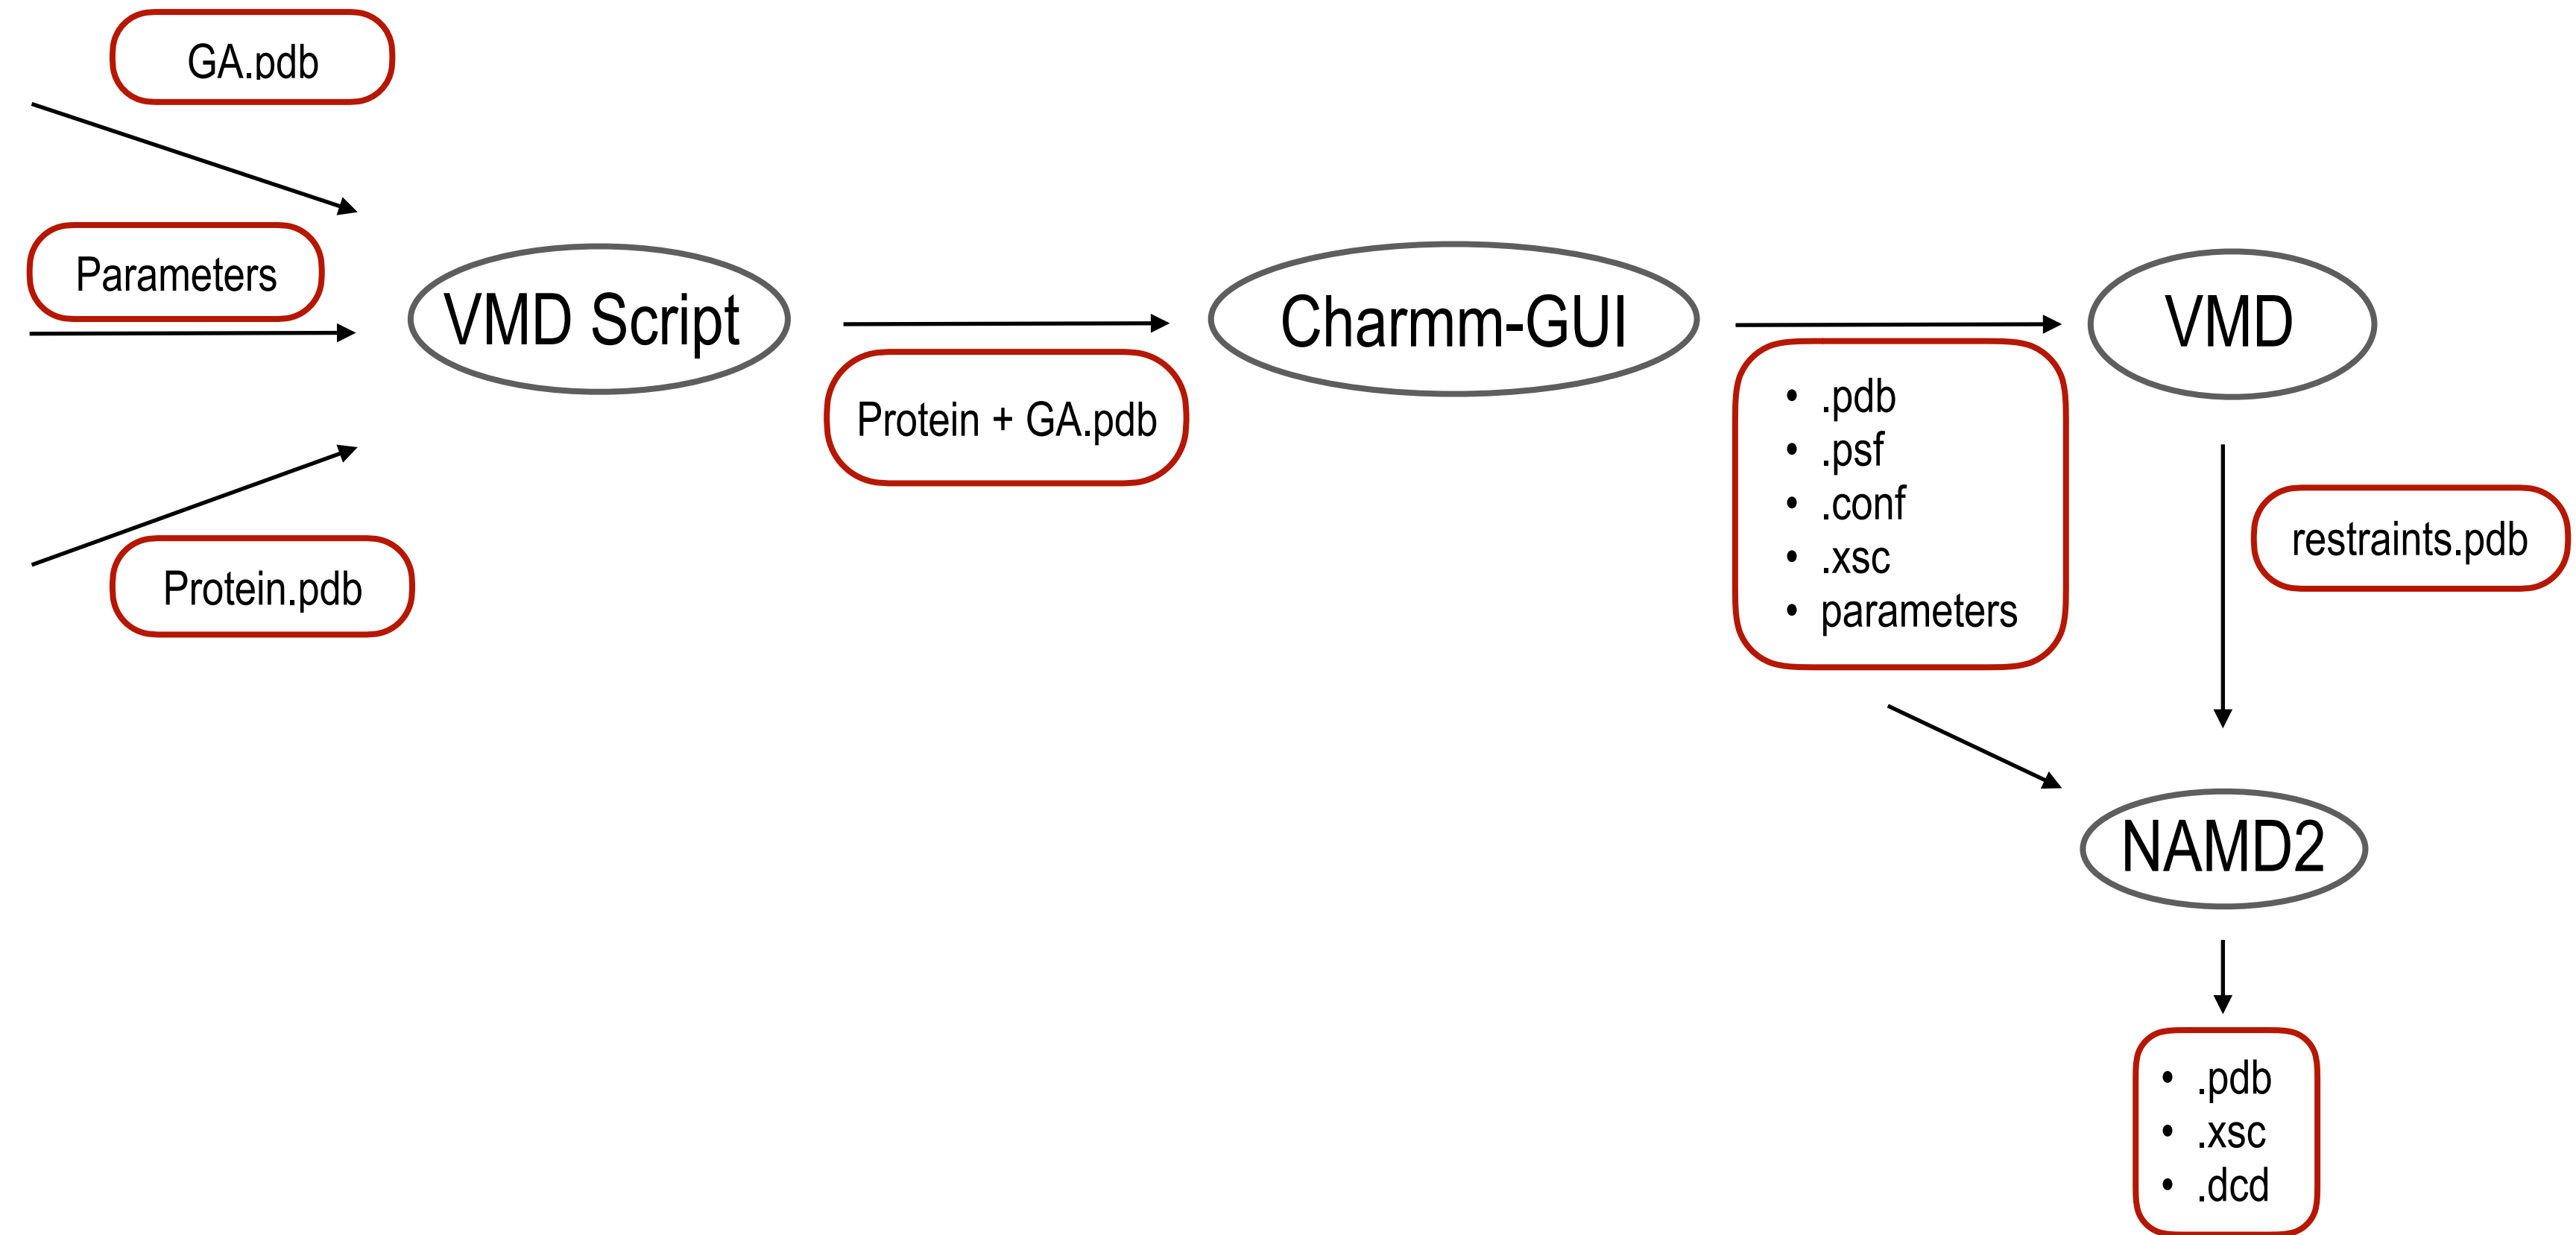 GA.pdb
Parameters
VMD Script
Protein.pdb
Protein + GA.pdb
Charmm-GUI
• .pdb
• .psf
• .conf
• .xsc
• parameters
VMD
restraints.pdb
NAMD2
• .pdb
• .xsc
• .dcd